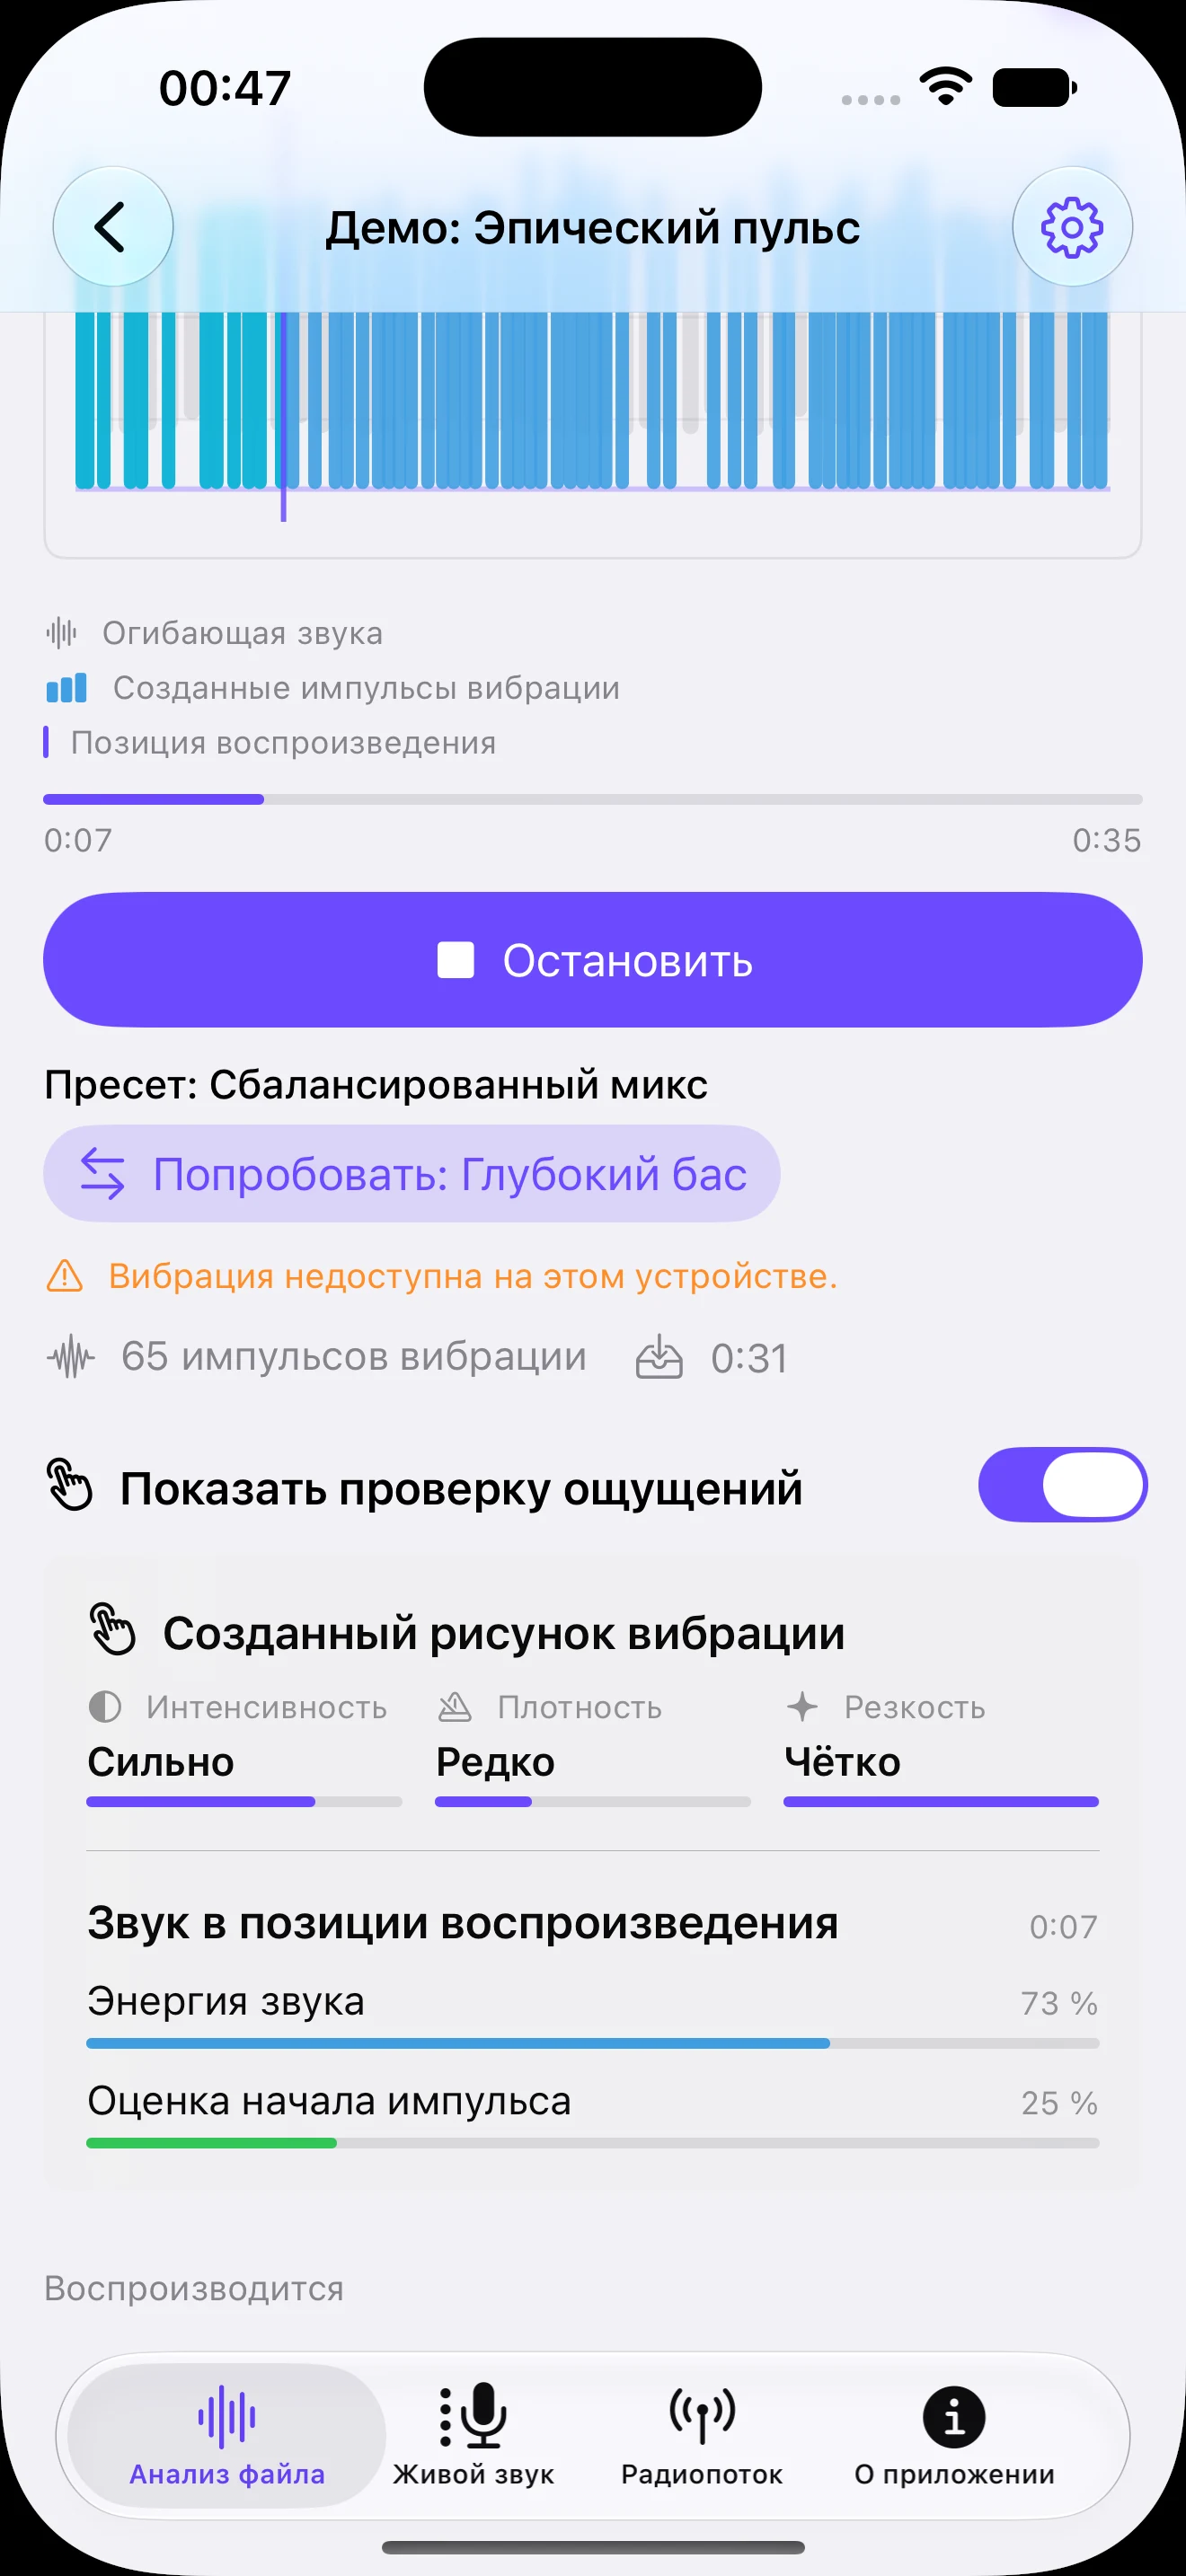 00:47
Демо: Эпический пульс
Огибающая звука
Созданные импульсы вибрации
Позиция воспроизведения
0:07 0:35
Остановить
Пресет: Сбалансированный микс
Попробовать: Глубокий бас
Вибрация недоступна на этом устройстве.
65 импульсов вибрации 0:31
Показать проверку ощущений
Созданный рисунок вибрации
Интенсивность Плотность Резкость
Сильно Редко Чётко
Звук в позиции воспроизведения 0:07
Энергия звука 73 %
Оценка начала импульса 25 %
Воспроизводится
Анализ файла Живой звук Радиопоток О приложении